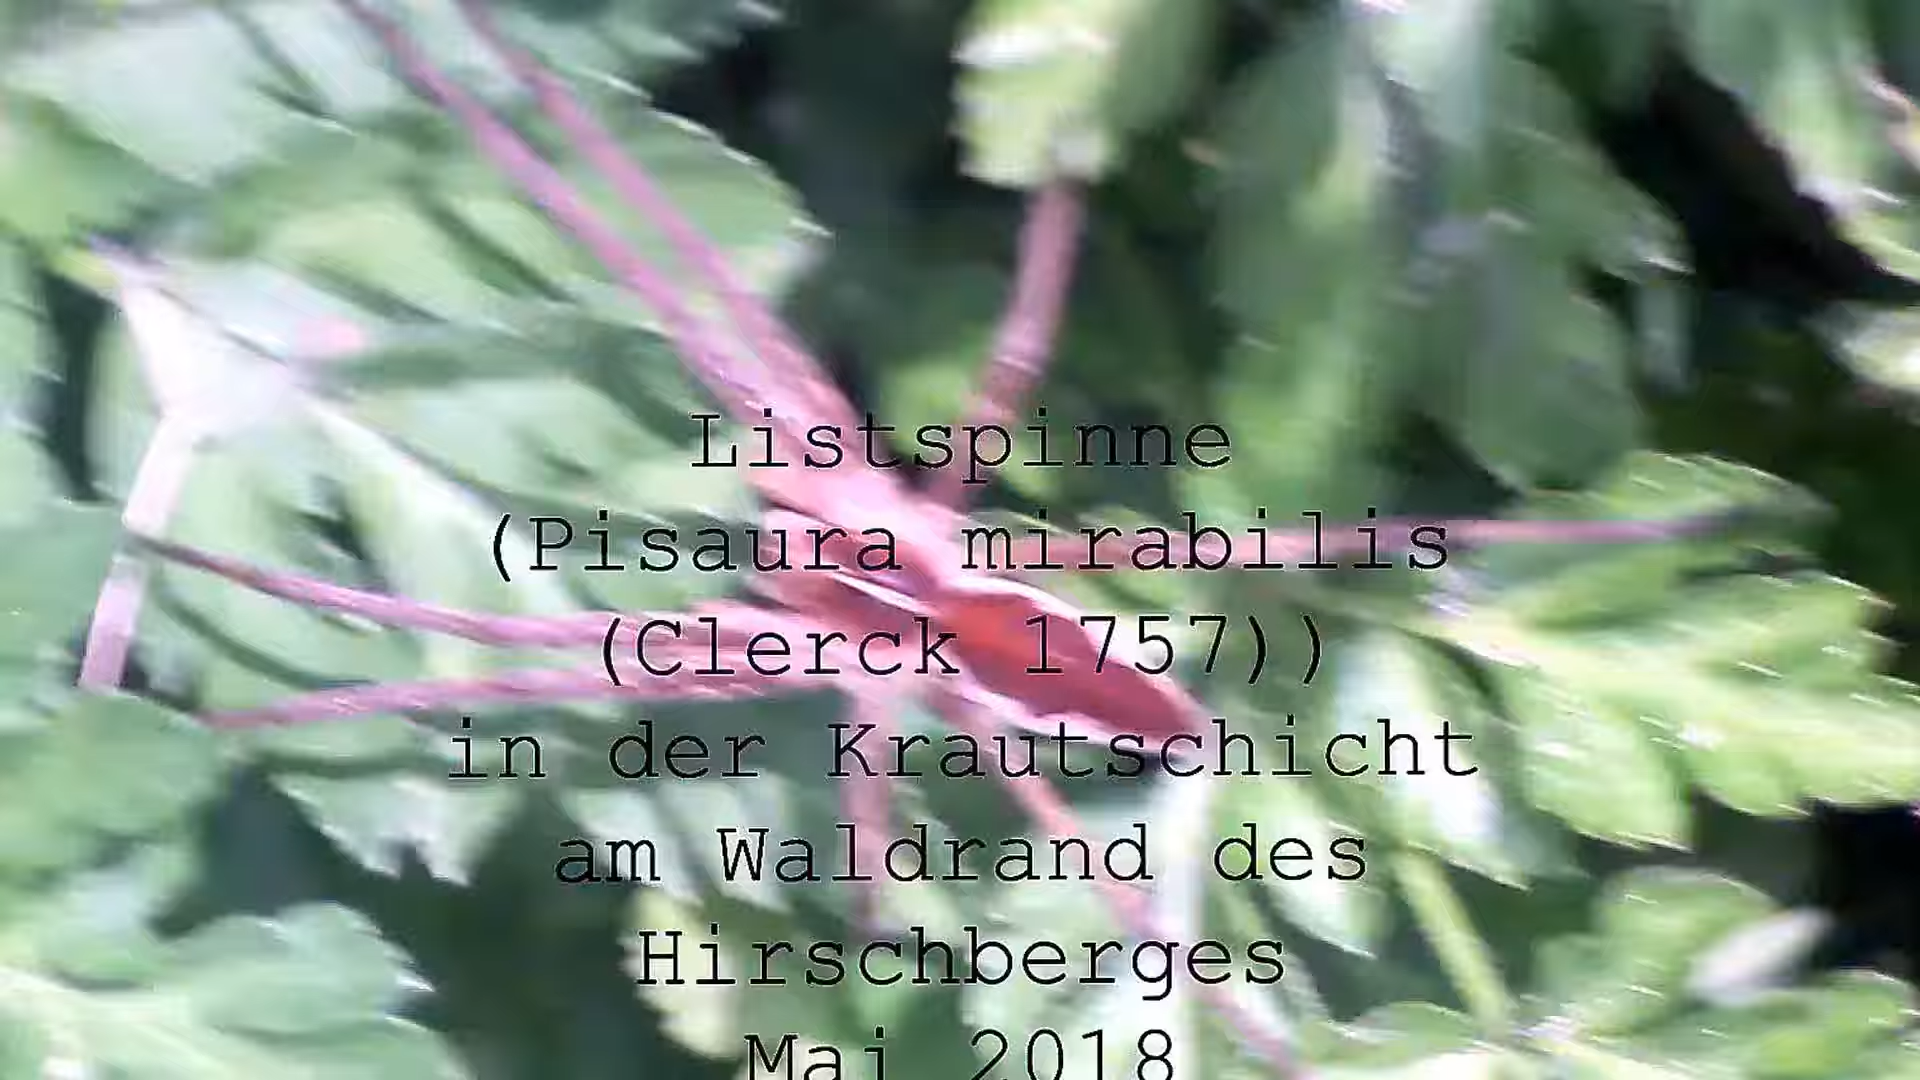 Listspinne
(Pisaura mirabilis
(Clerck 1757))
in der Krautschicht
am Waldrand des
Hirschberges
Mai 2018